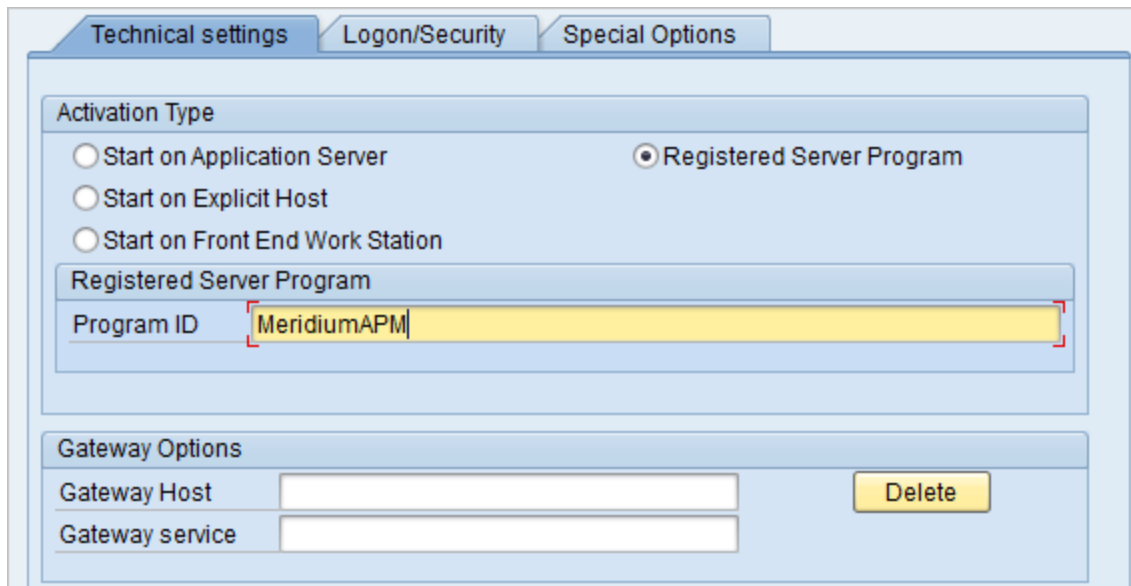 Technical settings Logon/Security Special Options
Activation Type
Start on Application Server Registered Server Program
Start on Explicit Host
Start on Front End Work Station
Registered Server Program
Program ID MeridiumAPM
Gateway Options
Gateway Host Delete
Gateway service